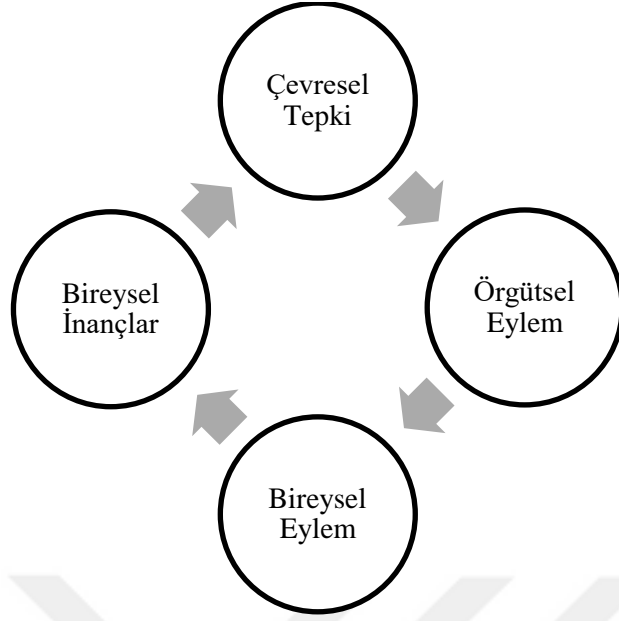 Çevresel
Tepki
Bireysel
İnançlar
Örgütsel
Eylem
Bireysel
Eylem